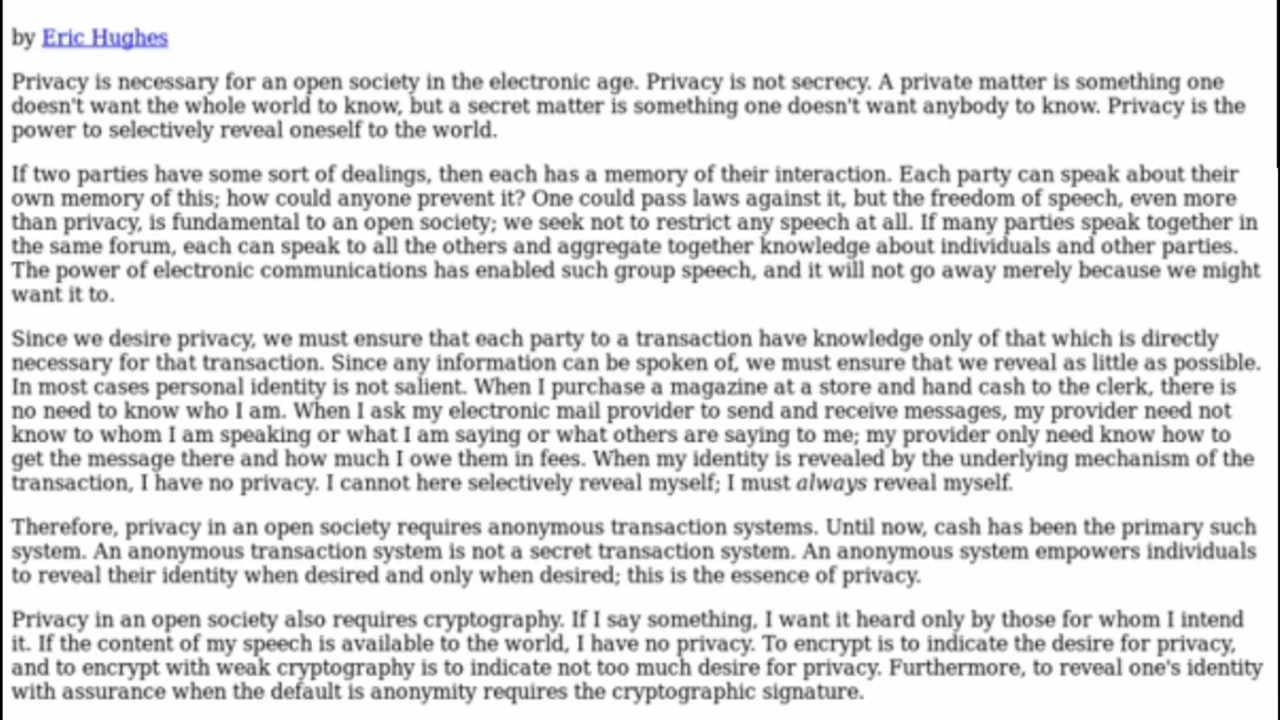 by Eric Hughes
Privacy is necessary for an open society in the electronic age. Privacy is not secrecy. A private matter is something one
doesn't want the whole world to know, but a secret matter is something one doesn't want anybody to know. Privacy is the
power to selectively reveal oneself to the world.
If two parties have some sort of dealings, then each has a memory of their interaction. Each party can speak about their
own memory of this; how could anyone prevent it? One could pass laws against it, but the freedom of speech, even more
than privacy, is fundamental to an open society; we seek not to restrict any speech at all. If many parties speak together in
the same forum, each can speak to all the others and aggregate together knowledge about individuals and other parties.
The power of electronic communications has enabled such group speech, and it will not go away merely because we might
want it to.
Since we desire privacy, we must ensure that each party to a transaction have knowledge only of that which is directly
necessary for that transaction. Since any information can be spoken of, we must ensure that we reveal as little as possible.
In most cases personal identity is not salient. When I purchase a magazine at a store and hand cash to the clerk, there is
no need to know who I am. When I ask my electronic mail provider to send and receive messages, my provider need not
know to whom I am speaking or what I am saying or what others are saying to me; my provider only need know how to
get the message there and how much I owe them in fees. When my identity is revealed by the underlying mechanism of the
transaction, I have no privacy. I cannot here selectively reveal myself; I must always reveal myself.
Therefore, privacy in an open society requires anonymous transaction systems. Until now, cash has been the primary such
system. An anonymous transaction system is not a secret transaction system. An anonymous system empowers individuals
to reveal their identity when desired and only when desired; this is the essence of privacy.
Privacy in an open society also requires cryptography. If I say something, I want it heard only by those for whom I intend
it. If the content of my speech is available to the world, I have no privacy. To encrypt is to indicate the desire for privacy,
and to encrypt with weak cryptography is to indicate not too much desire for privacy. Furthermore, to reveal one's identity
with assurance when the default is anonymity requires the cryptographic signature.